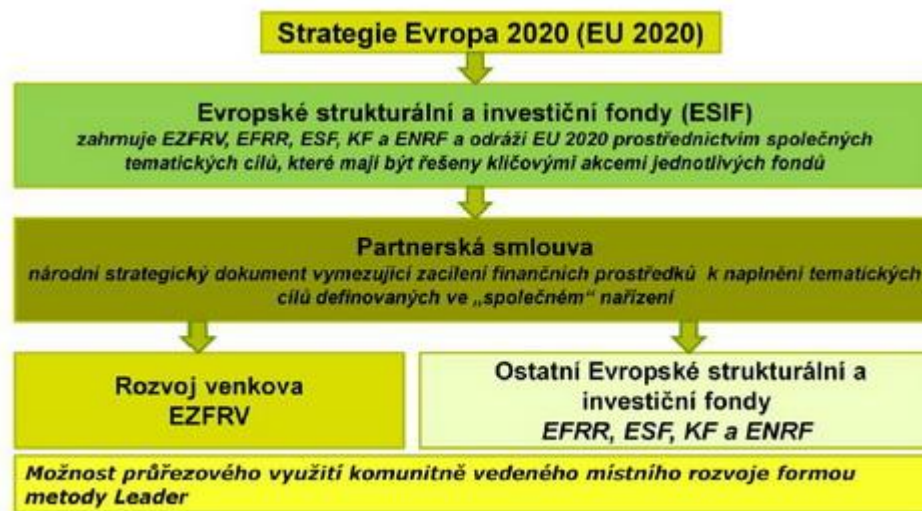 Strategie Evropa 2020 (EU 2020)
Evropské strukturální a investiční fondy (ESIF)
zahrnuje EZFRV, EFRR, ESF, KF a ENRF a odráží EU 2020 prostřednictvím společných
tematických cílů, které mají být řešeny klíčovými akcemi jednotlivých fondů
Partnerská smlouva
národní strategický dokument vymezující zacílení finančních prostředků k naplnění tematických
cílů definovaných ve „společném“ nařízení
Rozvoj venkova
EZFRV
Ostatní Evropské strukturální a
investiční fondy
EFRR, ESF, KF a ENRF
Možnost průřezového využití komunitně vedeného místního rozvoje formou
metody Leader